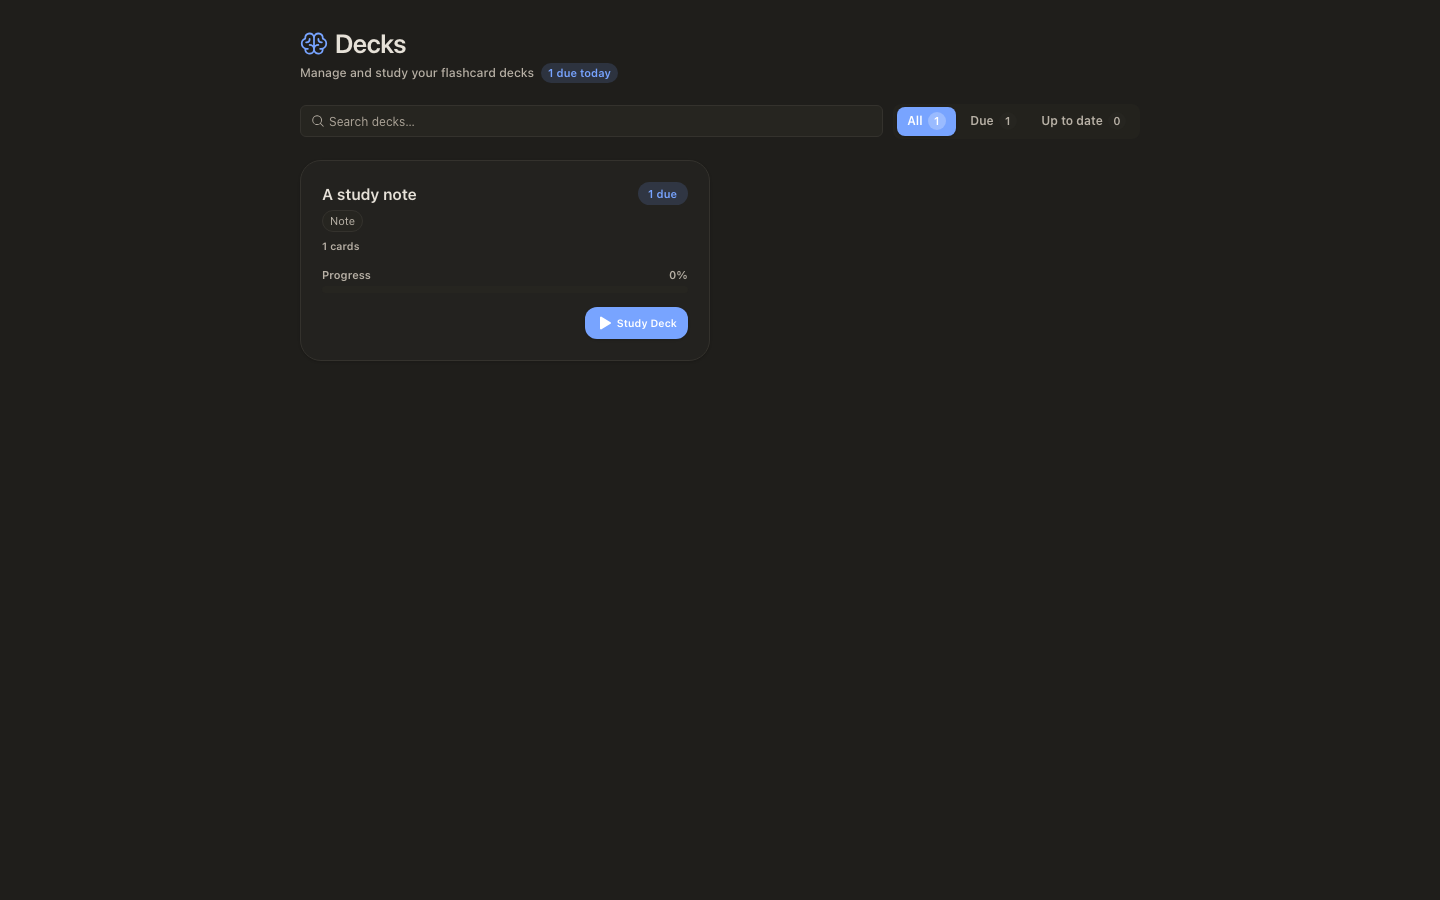 Decks
Manage and study your flashcard decks 1 due today
Search decks...
All 1 Due 1 Up to date 0
A study note 1 due
Note
1 cards
Progress 0%
Study Deck